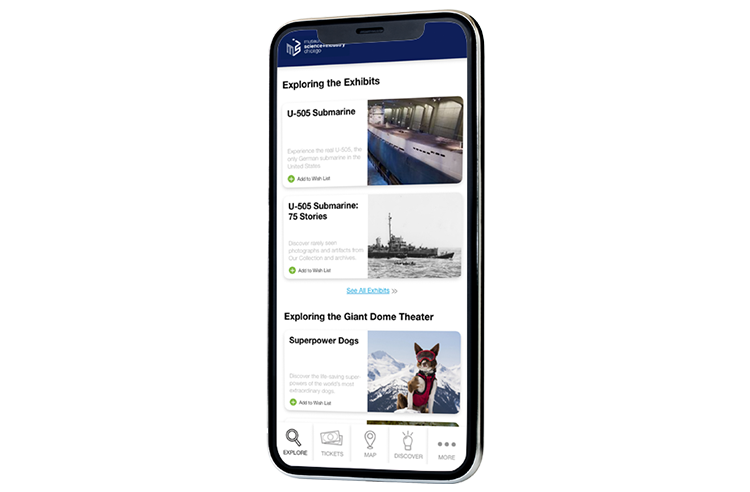 museum
science+industry
chicago
Exploring the Exhibits
U-505 Submarine
Experience the real U-505, the
only German submarine in the
United States.
Add to Wish List
U-505 Submarine:
75 Stories
Discover rarely seen
photographs and artifacts from
Our Collection and archives.
Add to Wish List
See All Exhibits >>
Exploring the Giant Dome Theater
Superpower Dogs
Discover the life-saving super-
powers of the world's most
extraordinary dogs.
Add to Wish List
EXPLORE
TICKETS
MAP
DISCOVER
MORE